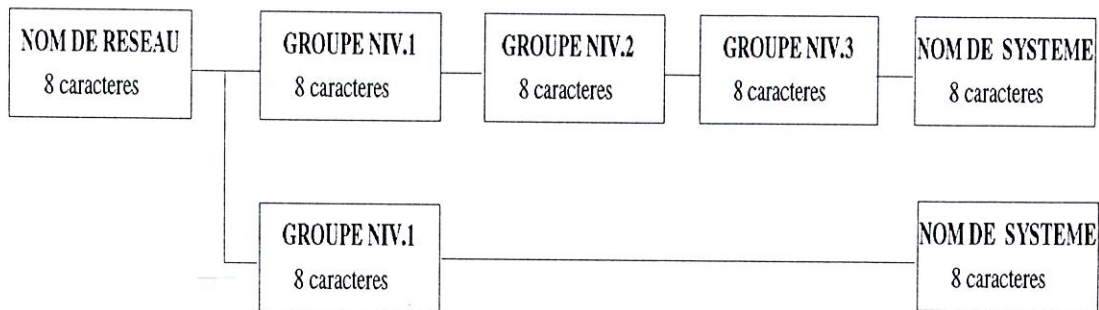 NOM DE RESEAU
8 caracteres
GROUPE NIV.1
8 caracteres
GROUPE NIV.2
8 caracteres
GROUPE NIV.3
8 caracteres
NOM DE SYSTEME
8 caracteres
GROUPE NIV.1
8 caracteres
NOM DE SYSTEME
8 caracteres